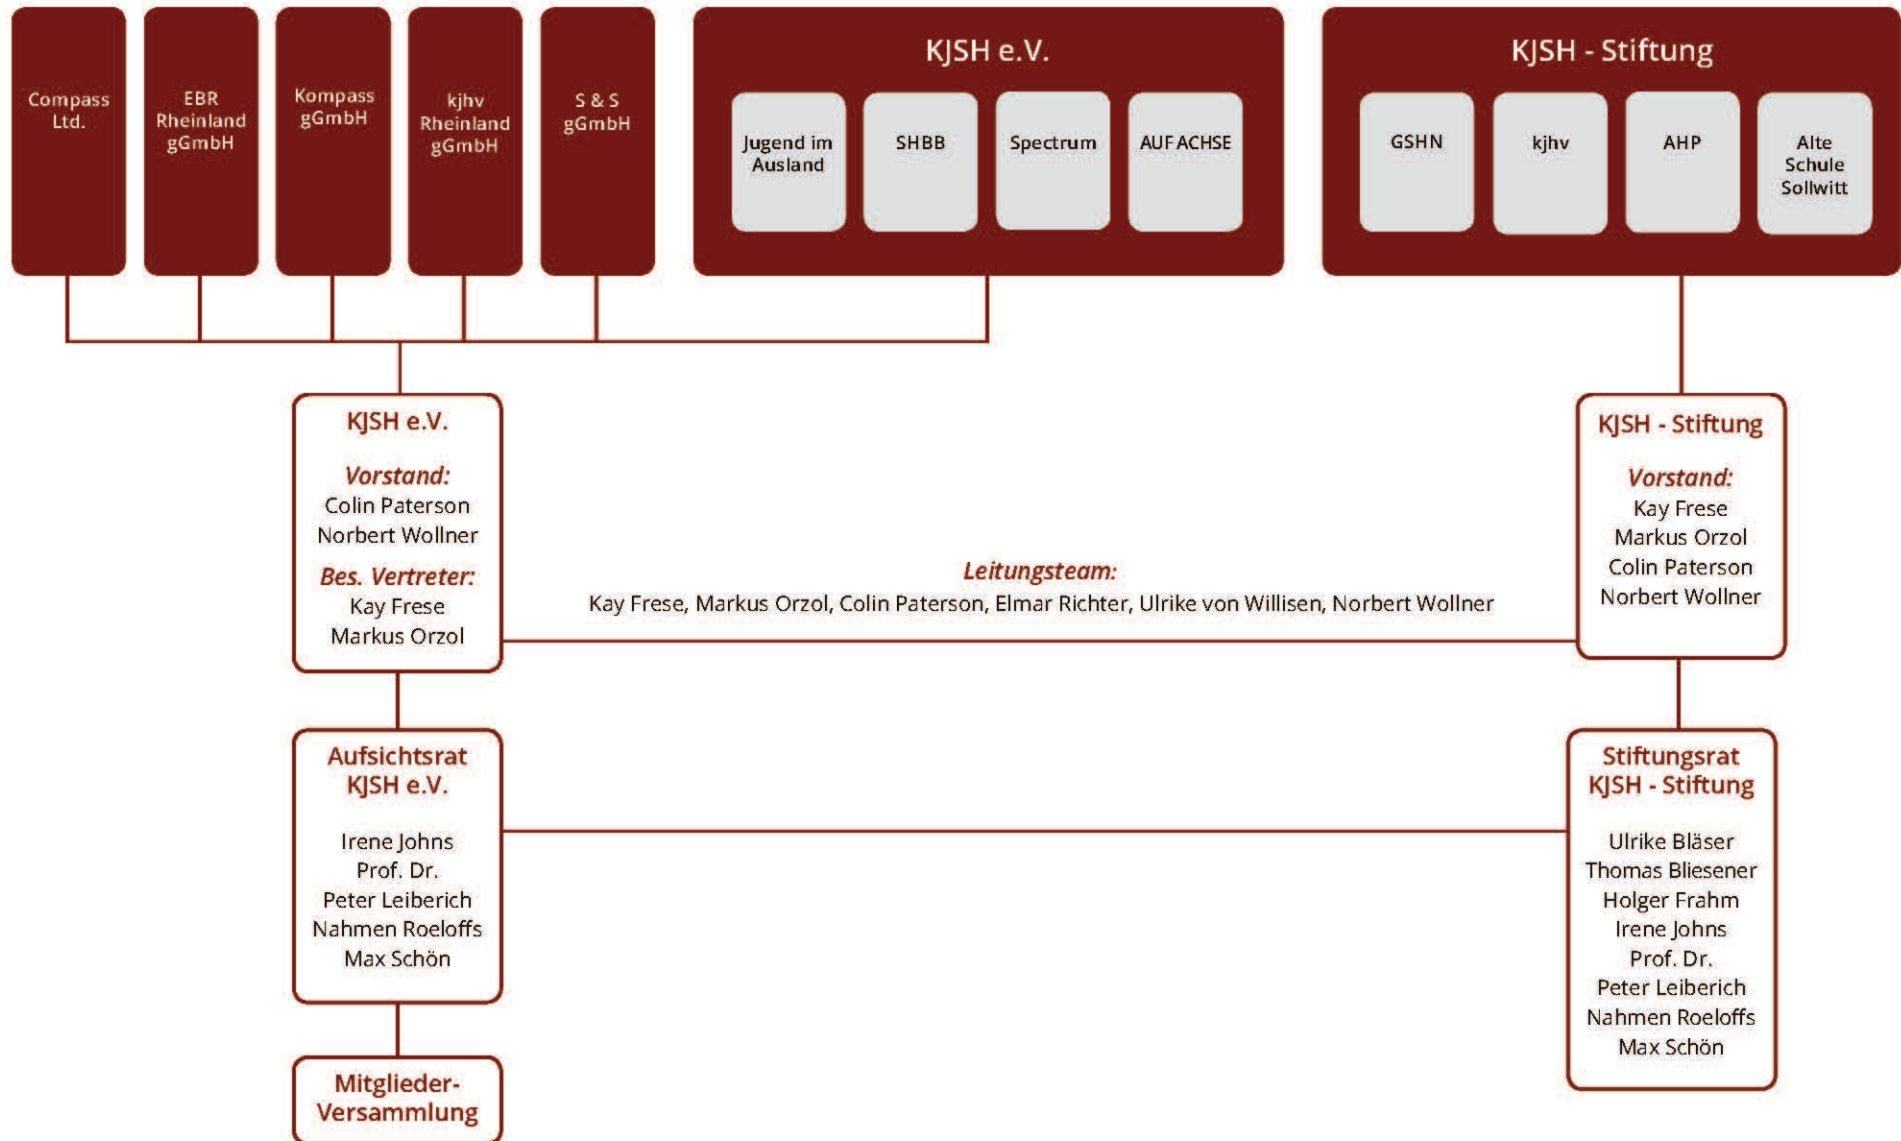 Compass
Ltd.
EBR
Rheinland
gGmbH
Kompass
gGmbH
kjhv
Rheinland
gGmbH
S & S
gGmbH
KJSH e.V.
Jugend im
Ausland
SHBB
Spectrum
AUF ACHSE
KJSH - Stiftung
GSHN
kjhv
AHP
Alte
Schule
Sollwitt
KJSH e.V.
Vorstand:
Colin Paterson
Norbert Wollner
Bes. Vertreter:
Kay Frese
Markus Orzol
Leitungsteam:
Kay Frese, Markus Orzol, Colin Paterson, Elmar Richter, Ulrike von Willisen, Norbert Wollner
KJSH - Stiftung
Vorstand:
Kay Frese
Markus Orzol
Colin Paterson
Norbert Wollner
Aufsichtsrat
KJSH e.V.
Irene Johns
Prof. Dr.
Peter Leiberich
Nahmen Roeloffs
Max Schön
Stiftungsrat
KJSH - Stiftung
Ulrike Bläser
Thomas Bliesener
Holger Frahm
Irene Johns
Prof. Dr.
Peter Leiberich
Nahmen Roeloffs
Max Schön
Mitglieder-
Versammlung